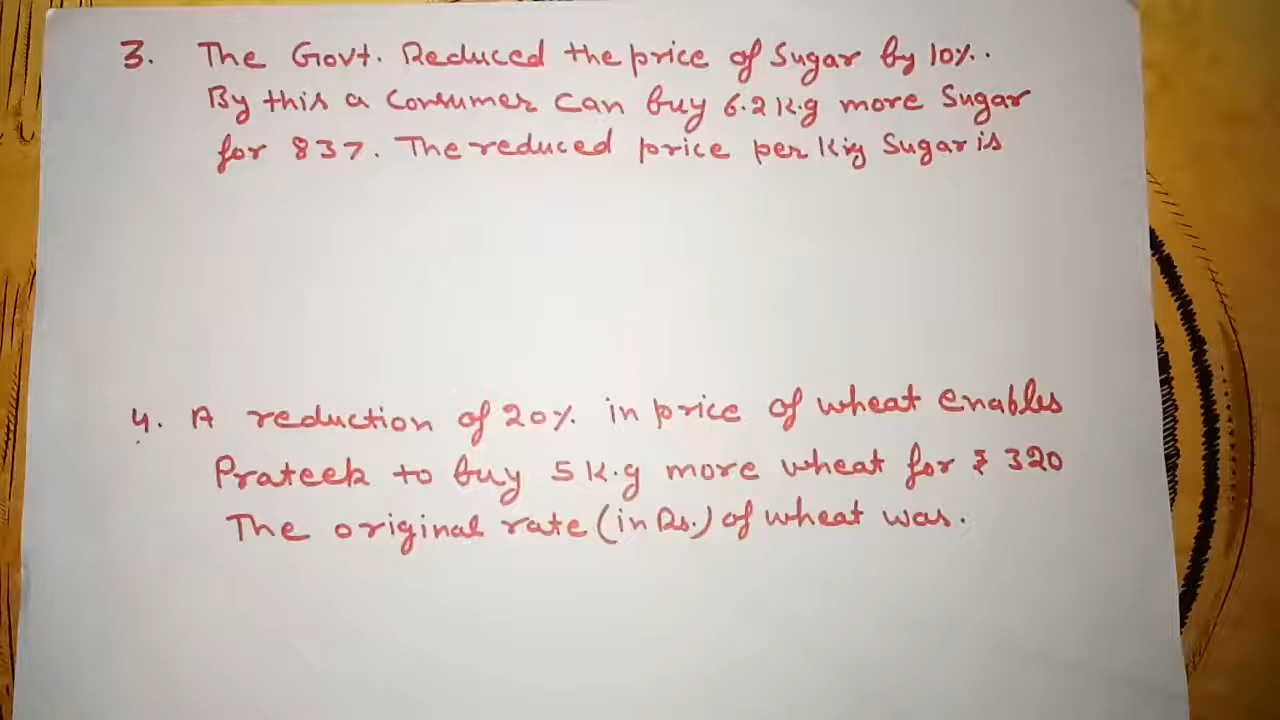 3. The Govt. Reduced the price of Sugar by 10%.
By this a Consumer Can buy 6.2 K.g more Sugar
for 837. The reduced price per Kg Sugar is
4. A reduction of 20% in price of wheat enables
Prateek to buy 5 K.g more wheat for ₹ 320
The original rate (in Rs.) of wheat was.